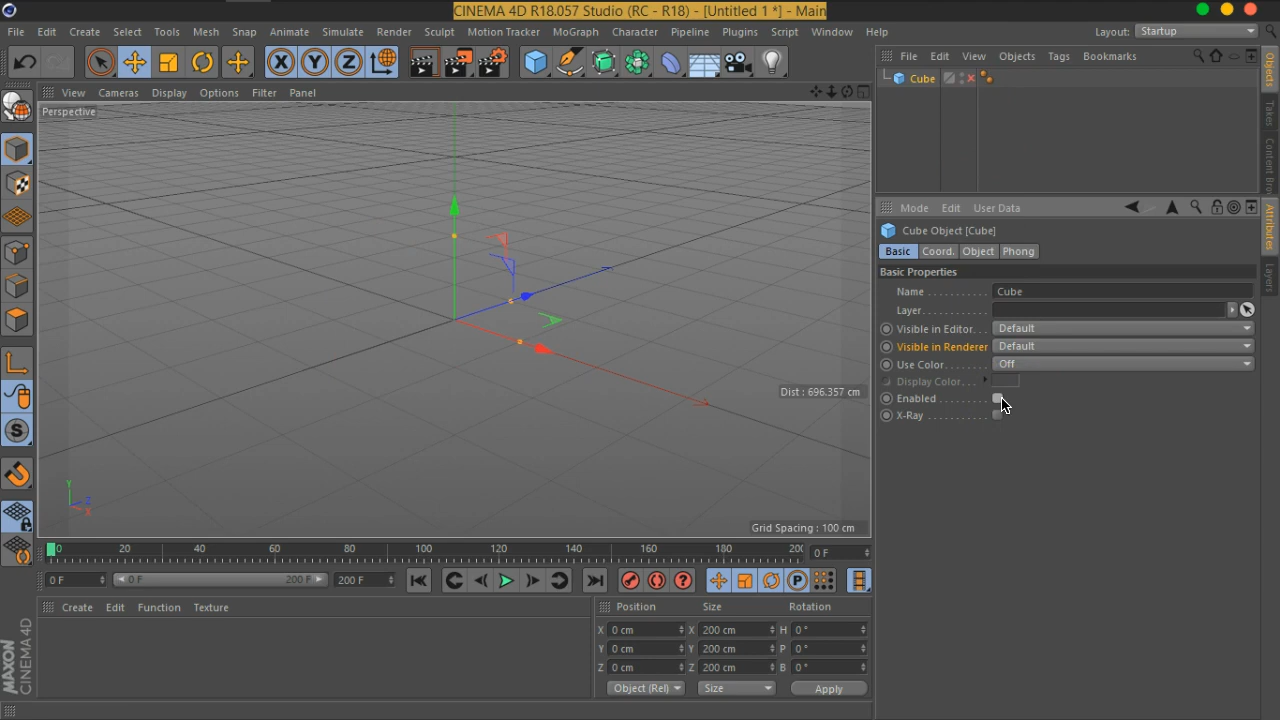 CINEMA 4D R18.057 Studio (RC - R18) - [Untitled 1 *] - Main
File Edit Create Select Tools Mesh Snap Animate Simulate Render Sculpt Motion Tracker MoGraph Character Pipeline Plugins Script Window Help Layout: Startup
X Y Z
View Cameras Display Options Filter Panel
Perspective
Dist : 696.357 cm
Grid Spacing : 100 cm
Y
Z
X
File Edit View Objects Tags Bookmarks
Cube
Objects
Takes
Attributes
Layers
Mode Edit User Data
Cube Object [Cube]
Basic Coord. Object Phong
Basic Properties
Name Cube
Layer
Visible in Editor Default
Visible in Renderer Default
Use Color Off
Display Color
Enabled
X-Ray
0 20 40 60 80 100 120 140 160 180 20 0 F
0 F 0 F 200 F 200 F
Create Edit Function Texture
Position Size Rotation
X 0 cm X 200 cm H 0 °
Y 0 cm Y 200 cm P 0 °
Z 0 cm Z 200 cm B 0 °
Object (Rel) Size Apply
MAXON
CINEMA 4D